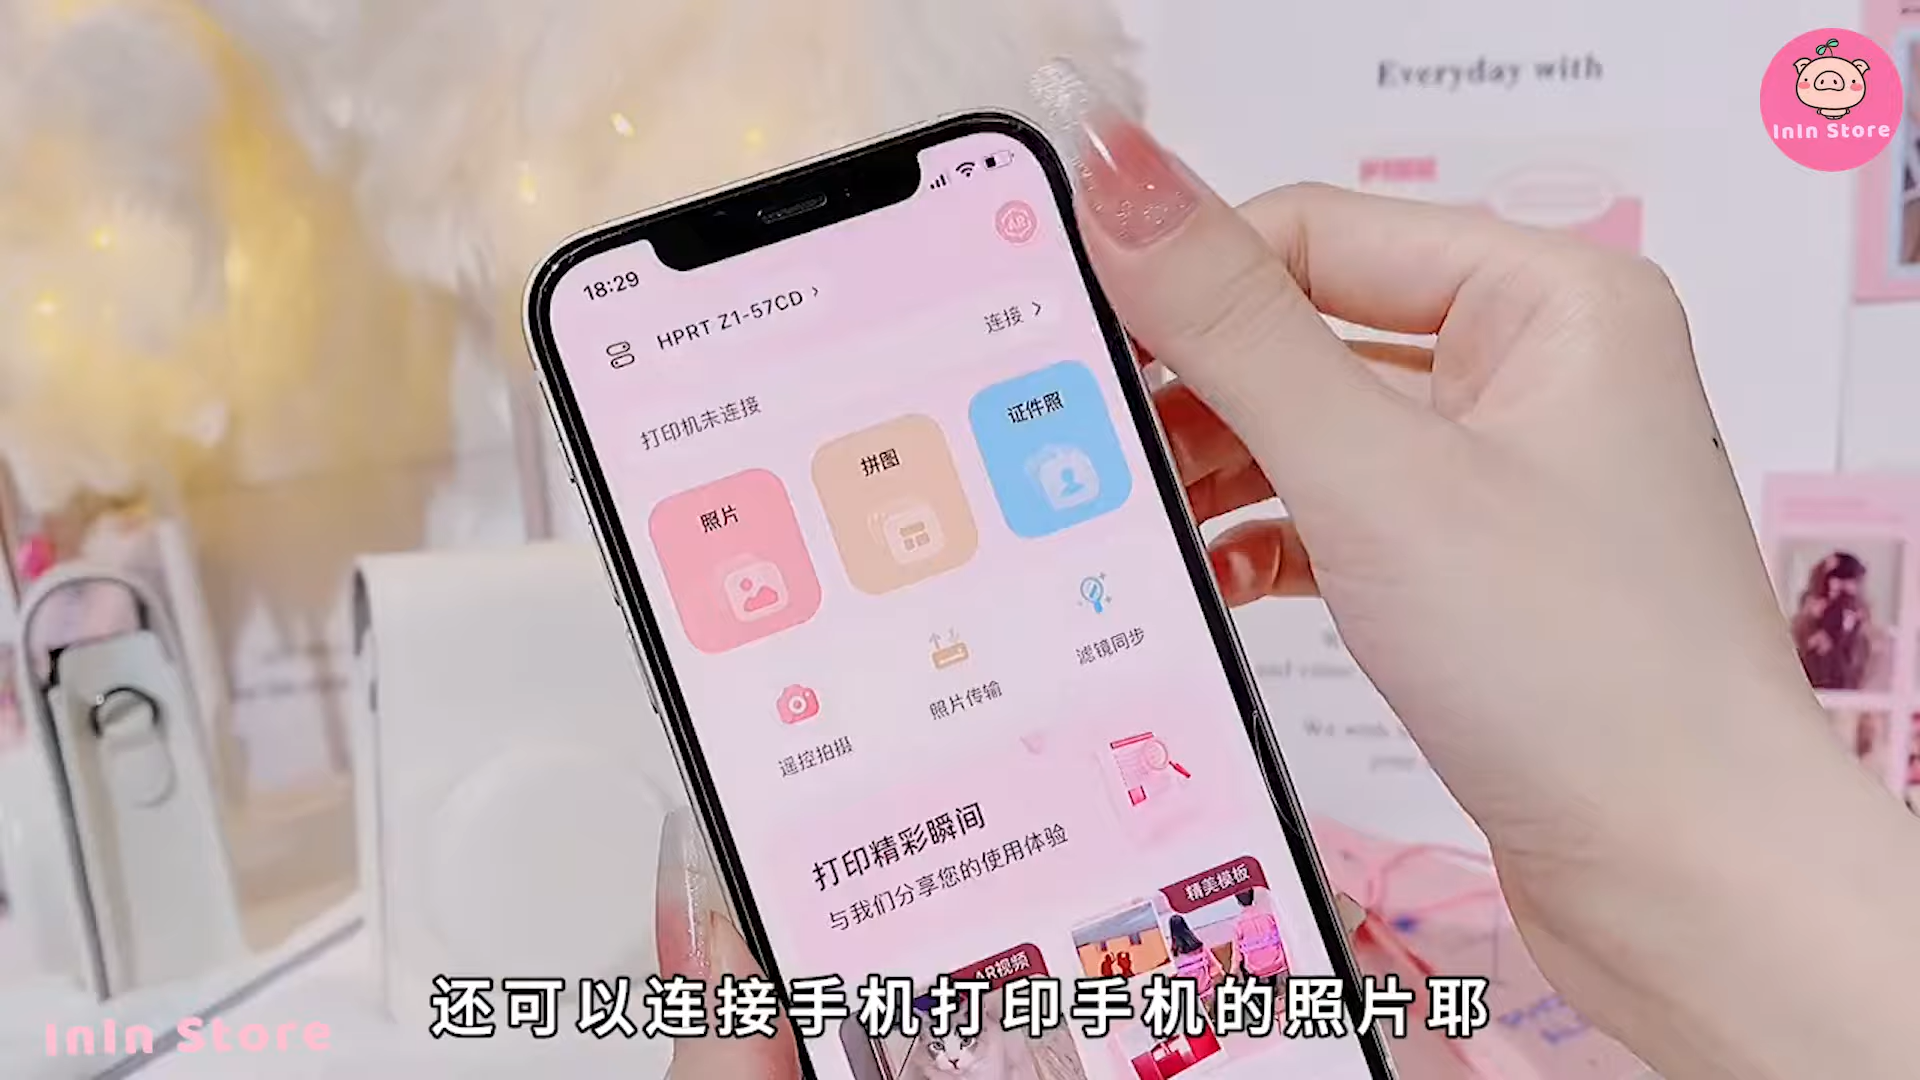 Everyday with
InIn Store
18:29
HPRT Z1-57CD
连接
打印机未连接
照片
拼图
证件照
遥控拍摄
照片传输
滤镜同步
打印精彩瞬间
与我们分享您的使用体验
精美模板
AR视频
还可以连接手机打印手机的照片耶
InIn Store